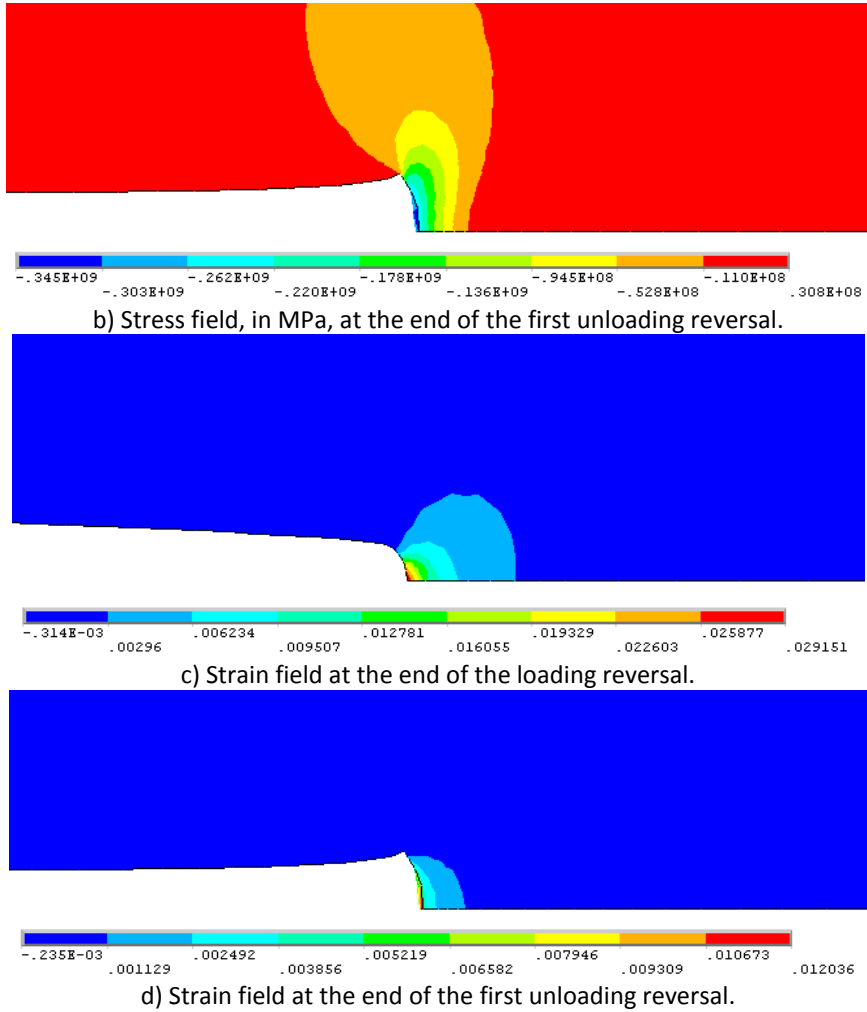 -.345E+09 -.262E+09 -.178E+09 -.945E+08 -.110E+08
-.303E+09 -.220E+09 -.136E+09 -.528E+08 .308E+08
b) Stress field, in MPa, at the end of the first unloading reversal.
-.314E-03 .006234 .012781 .019329 .025877
.00296 .009507 .016055 .022603 .029151
c) Strain field at the end of the loading reversal.
-.235E-03 .002492 .005219 .007946 .010673
.001129 .003856 .006582 .009309 .012036
d) Strain field at the end of the first unloading reversal.